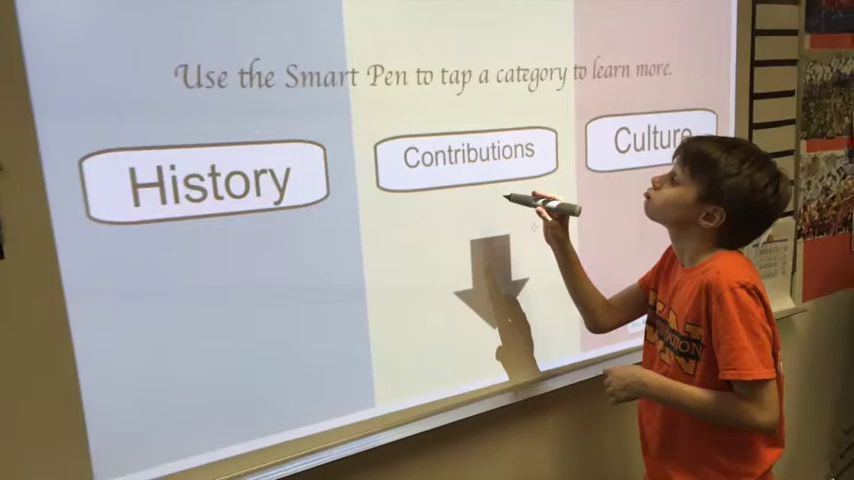 Use the Smart Pen to tap a category to learn more.
History
Contributions
Culture